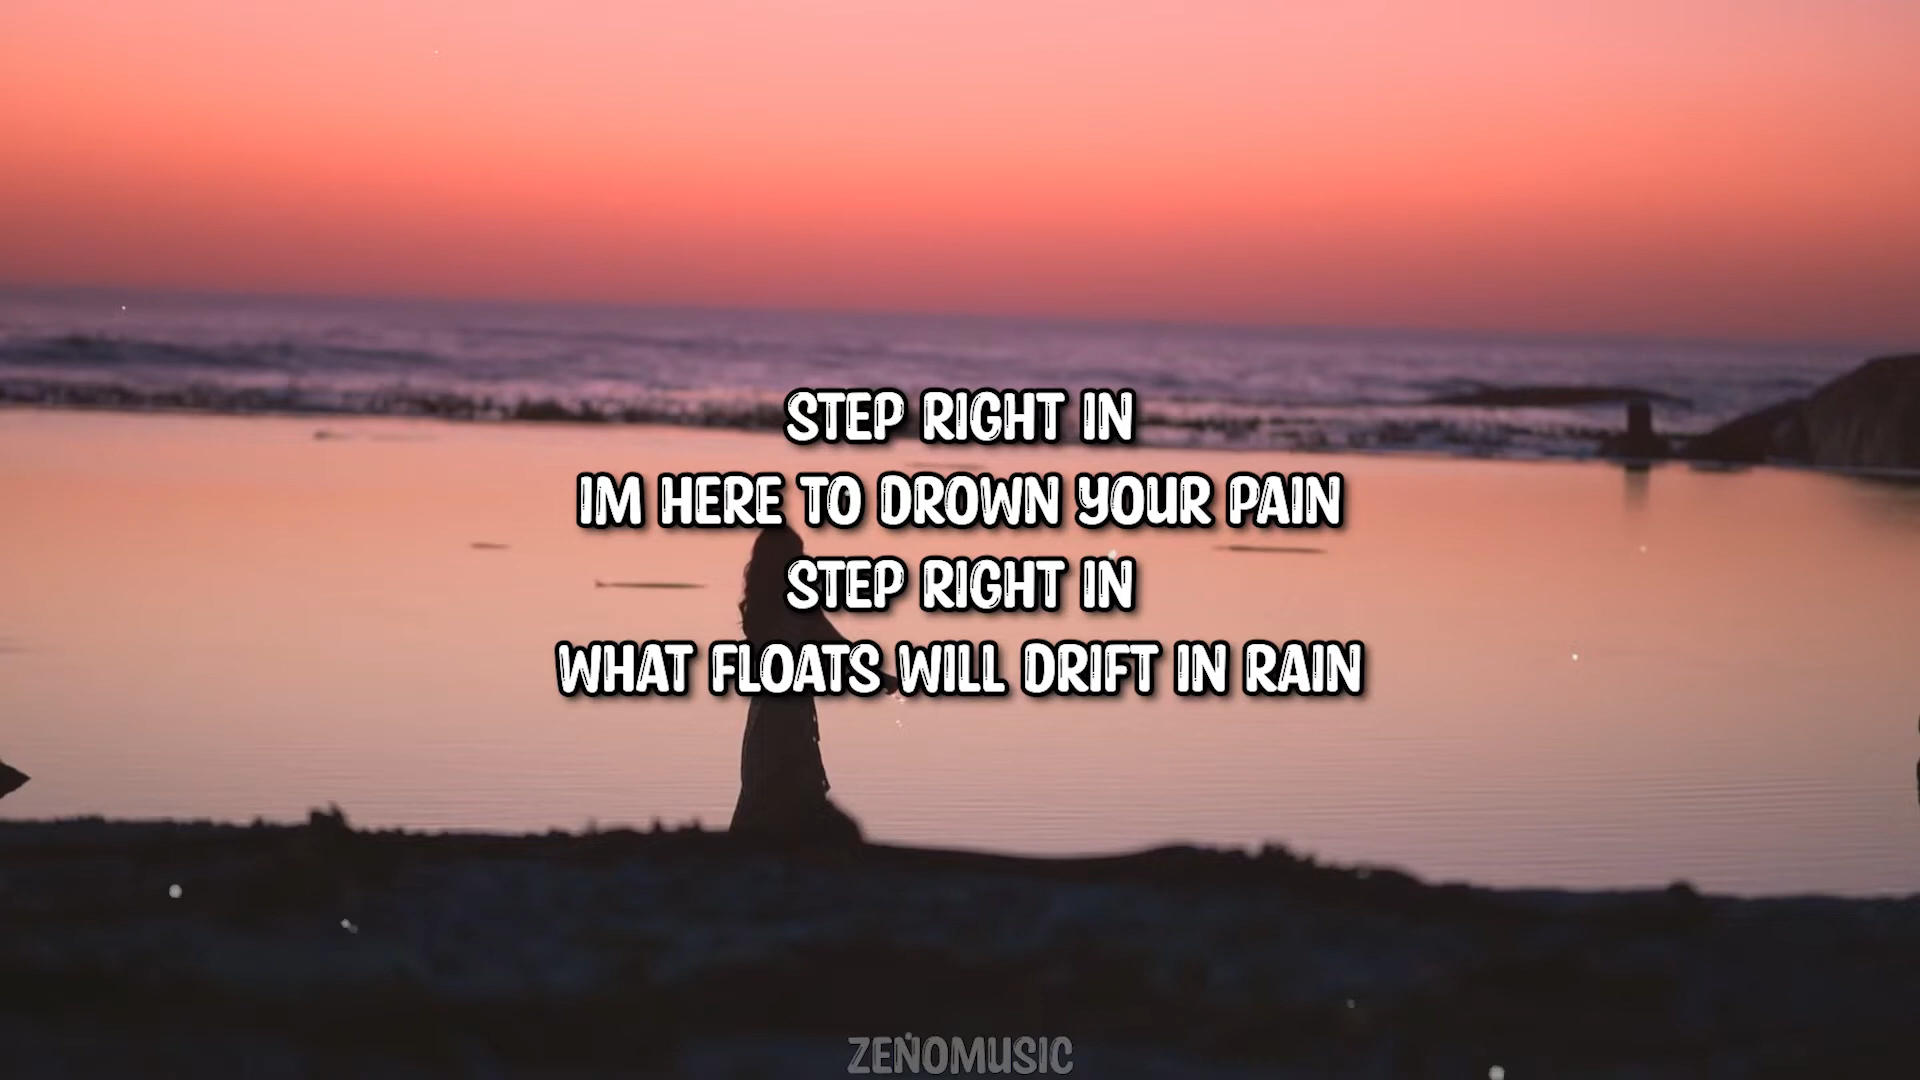 STEP RIGHT IN
IM HERE TO DROWN YOUR PAIN
STEP RIGHT IN
WHAT FLOATS WILL DRIFT IN RAIN
ZENOMUSIC